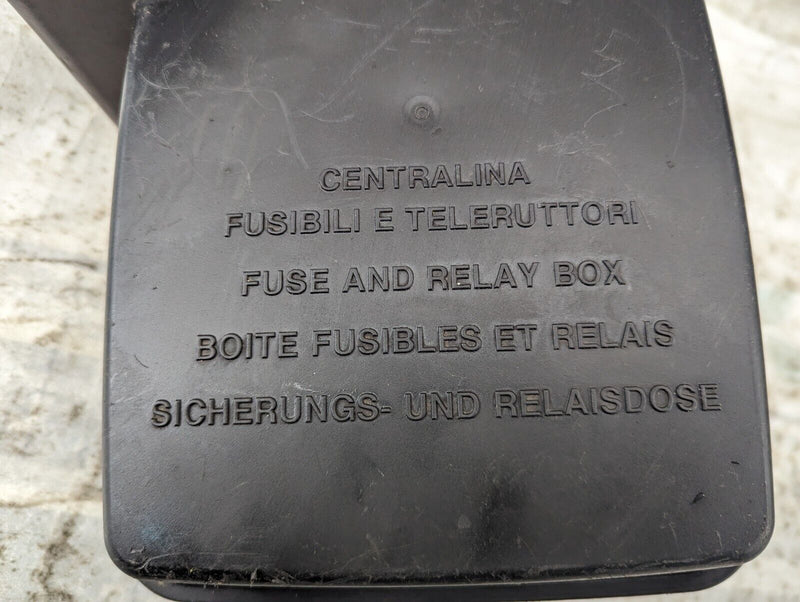 CENTRALINA
FUSIBILI E TELERUTTORI
FUSE AND RELAY BOX
BOITE FUSIBLES ET RELAIS
SICHERUNGS- UND RELAISDOSE